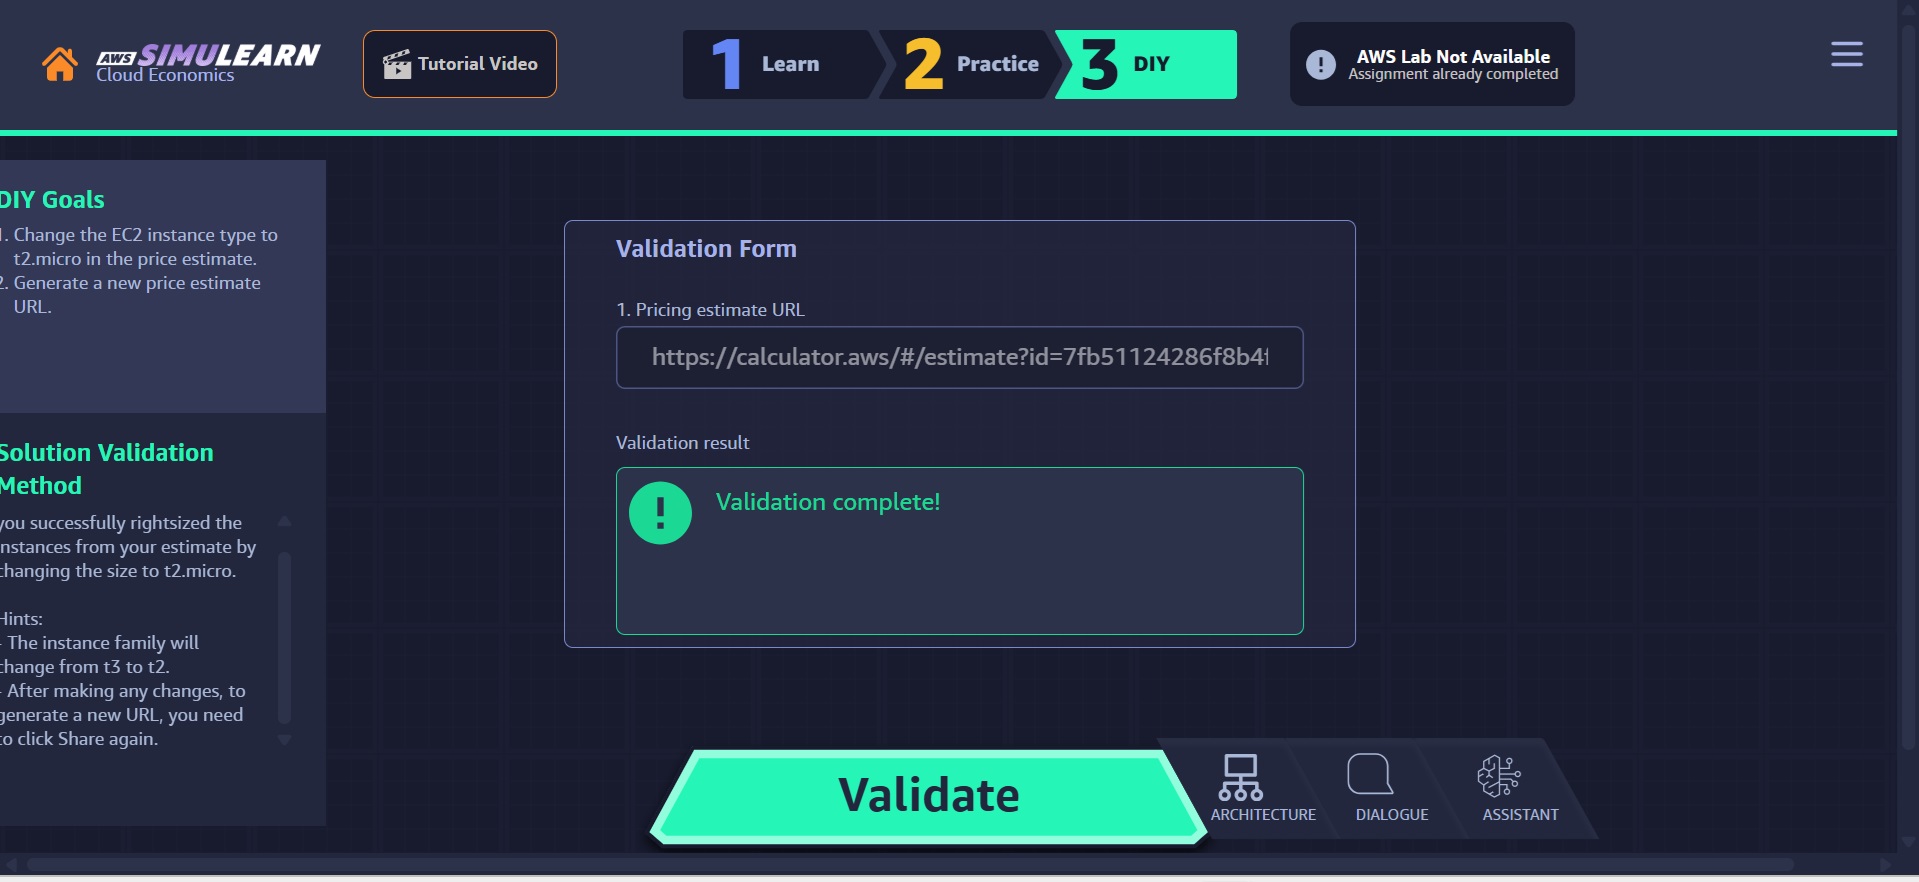 AWS SIMULEARN
Cloud Economics
Tutorial Video
1 Learn
2 Practice
3 DIY
! AWS Lab Not Available
Assignment already completed
DIY Goals
1. Change the EC2 instance type to
t2.micro in the price estimate.
2. Generate a new price estimate
URL.
Solution Validation
Method
you successfully rightsized the
instances from your estimate by
changing the size to t2.micro.
Hints:
- The instance family will
change from t3 to t2.
- After making any changes, to
generate a new URL, you need
to click Share again.
Validation Form
1. Pricing estimate URL
https://calculator.aws/#/estimate?id=7fb51124286f8b4f
Validation result
! Validation complete!
Validate
ARCHITECTURE
DIALOGUE
ASSISTANT